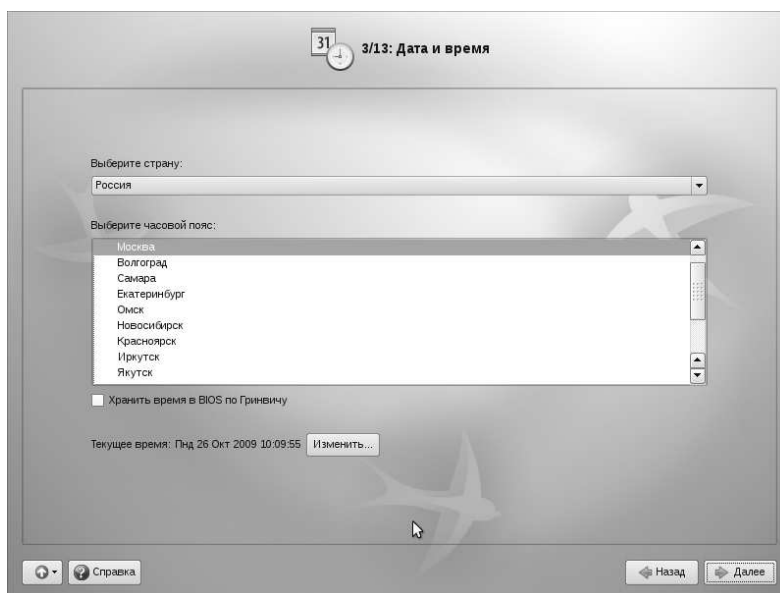 31
3/13: Дата и время
Выберите страну:
Россия
Выберите часовой пояс:
Москва
Волгоград
Самара
Екатеринбург
Омск
Новосибирск
Красноярск
Иркутск
Якутск
Хранить время в BIOS по Гринвичу
Текущее время: Пнд 26 Окт 2009 10:09:55 Изменить...
Справка Назад Далее